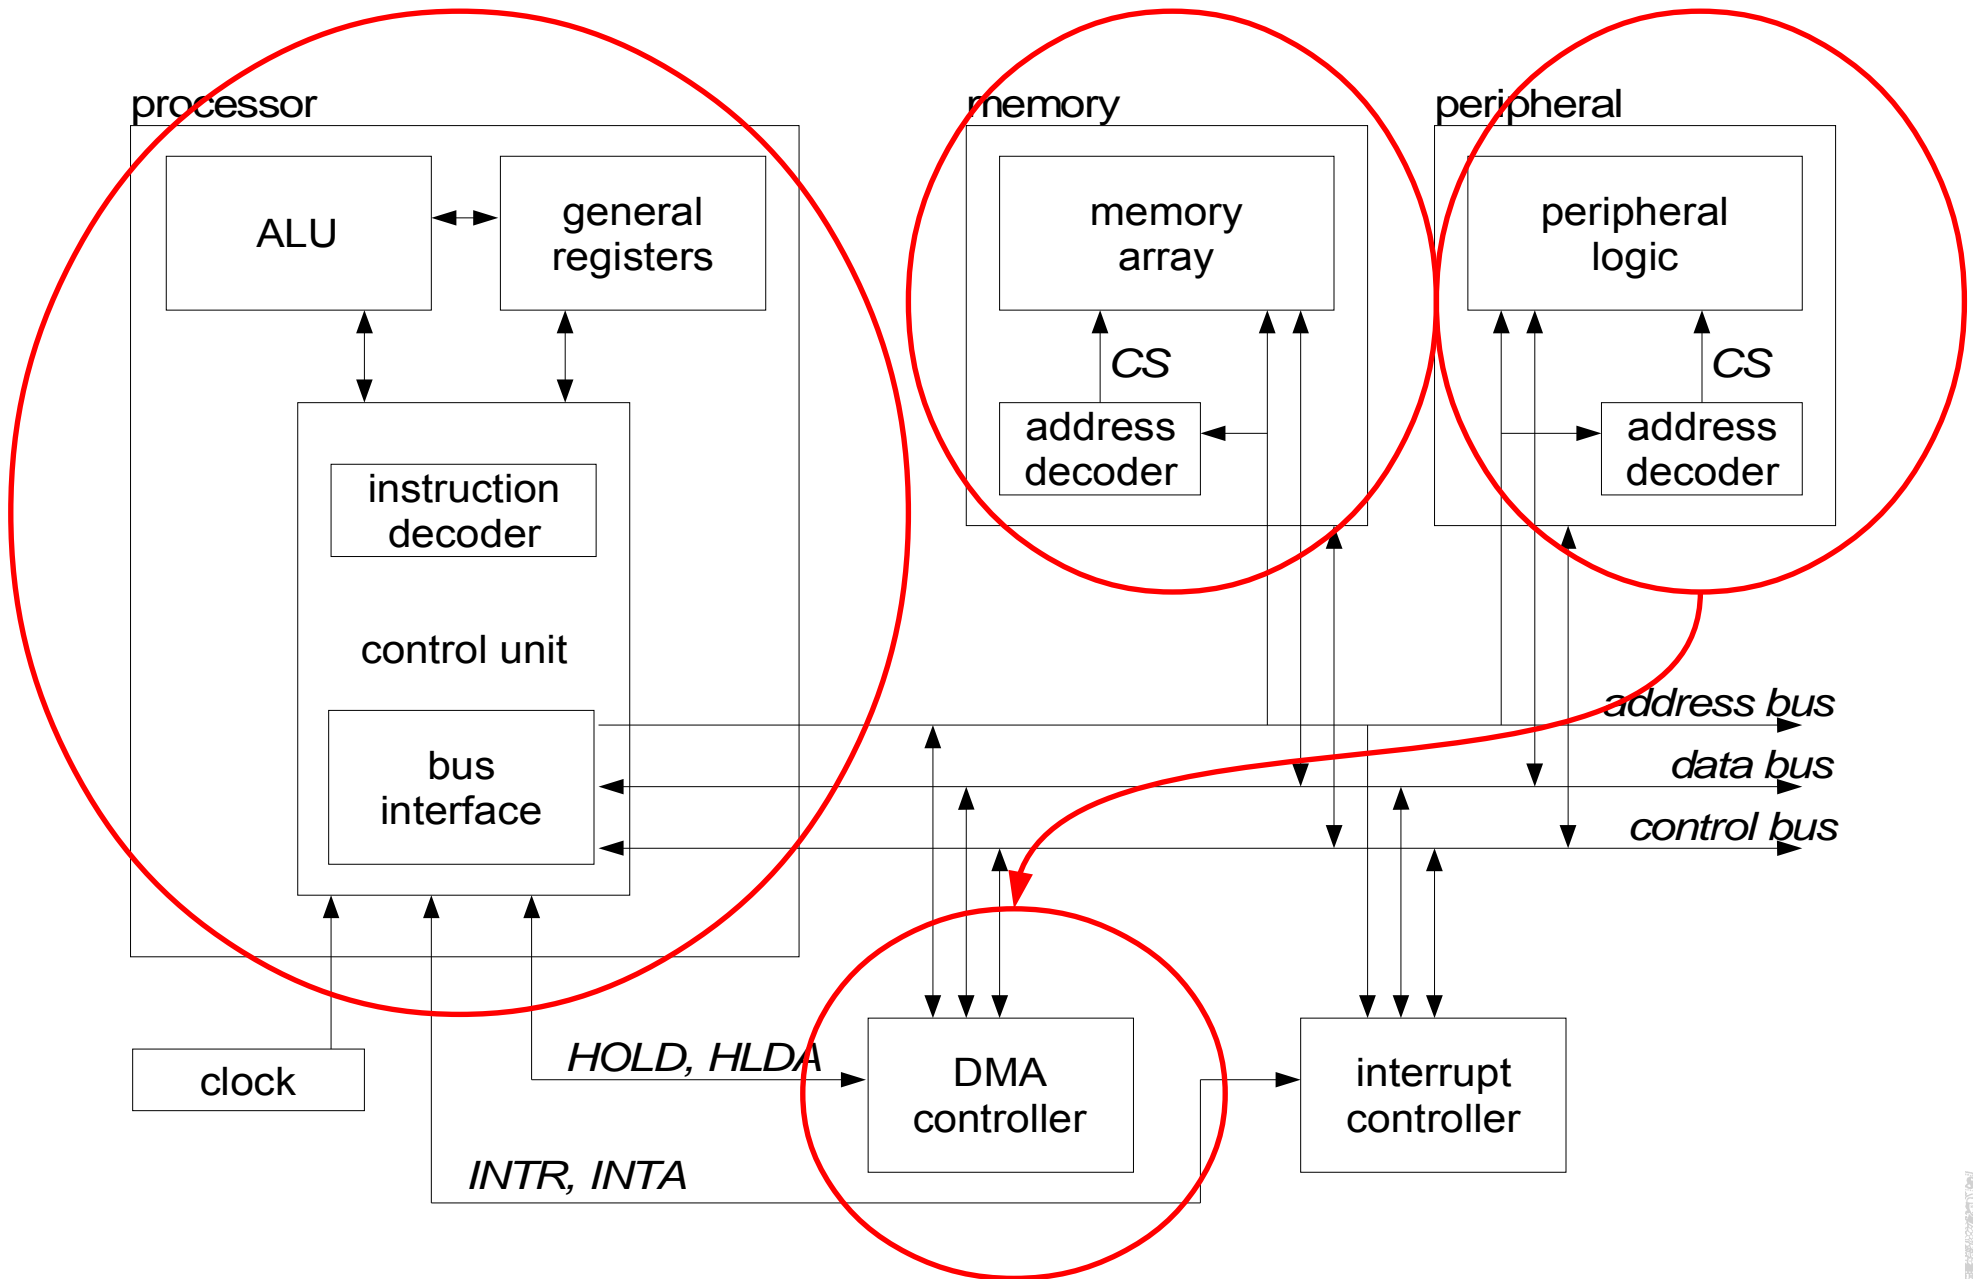 processor
memory
peripheral
ALU
general
registers
memory
array
peripheral
logic
CS
CS
address
decoder
address
decoder
instruction
decoder
control unit
bus
interface
address bus
data bus
control bus
clock
HOLD, HLDA
DMA
controller
interrupt
controller
INTR, INTA